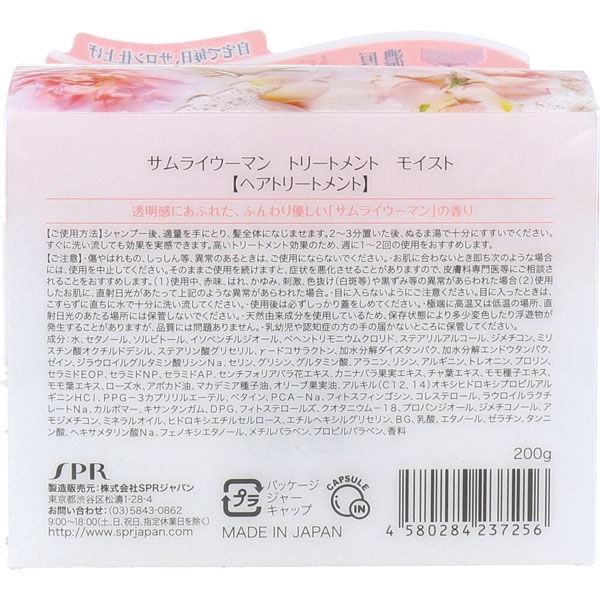 自宅で毎日、サロン仕上げ
濃厚
サムライウーマン トリートメント モイスト
【ヘアトリートメント】
透明感にあふれた、ふんわり優しい「サムライウーマン」の香り
【ご使用方法】シャンプー後、適量を手にとり、髪全体になじませます。2～3分置いた後、ぬるま湯で十分にすすいでください。
すぐに洗い流しても効果を実感できます。高いトリートメント効果のため、週に1～2回の使用をおすすめします。
【ご注意】・傷やはれもの、しっしん等、異常のあるときは、ご使用にならないでください。・お肌に合わないとき即ち次のような場合
には、使用を中止してください。そのままご使用を続けますと、症状を悪化させることがありますので、皮膚科専門医等にご相談さ
れることをおすすめします。(1)使用中、赤味、はれ、かゆみ、刺激、色抜け(白斑等)や黒ずみ等の異常があらわれた場合(2)使用
したお肌に、直射日光があたって上記のような異常があらわれた場合。・目に入らないようにご注意ください。目に入ったときは、
すぐに水で十分に洗い流してください。・使用後は必ずしっかり蓋をしめてください。・極端に高温又は低温の場所、直
射日光のあたる場所には保管しないでください。・天然由来成分を使用しているため、保存状態により多少変色したり浮遊物が
発生することがありますが、品質には問題ありません。・乳幼児や認知症の方の手の届かないところに保管してください。
成分:水、セタノール、ソルビトール、イソペンチルジオール、ベヘントリモニウムクロリド、ステアリルアルコール、ジメチコン、ミリ
スチン酸オクチルドデシル、ステアリン酸グリセリル、γ-ドコサラクトン、加水分解ダイズタンパク、加水分解エンドウタンパク、
ゼイン、ジラウロイルグルタミン酸リシンNa、セリン、グリシン、グルタミン酸、アラニン、リシン、アルギニン、トレオニン、プロリン、
セラミドEOP、セラミドNP、セラミドAP、センチフォリアバラ花エキス、カニナバラ果実エキス、チャ葉エキス、モモ種子エキス、
モモ葉エキス、ローズ水、アボカド油、マカデミア種子油、オリーブ果実油、アルキル(C12,14)オキシヒドロキシプロピルアル
ギニンHCl、PPG-3カプリリルエーテル、ベタイン、PCA-Na、フィトスフィンゴシン、コレステロール、ラウロイルラクチ
レートNa、カルボマー、キサンタンガム、DPG、フィトステロールズ、クオタニウム-18、プロパンジオール、ジメチコノール、ア
モジメチコン、ミネラルオイル、ヒドロキシエチルセルロース、エチルヘキシルグリセリン、BG、乳酸、エタノール、ゼラチン、タンニ
ン酸、ヘキサメタリン酸Na、フェノキシエタノール、メチルパラベン、プロピルパラベン、香料
200g
SPR
製造販売元:株式会社SPRジャパン
東京都渋谷区松濤1-28-4
お問い合わせ:(03)5843-0862
9:00～18:00(土、日、祝日、指定休業日を除く)
http://www.sprjapan.com/
プラ
パッケージ
ジャー
キャップ
CAPSULE
IN
MADE IN JAPAN
4 580284 237256